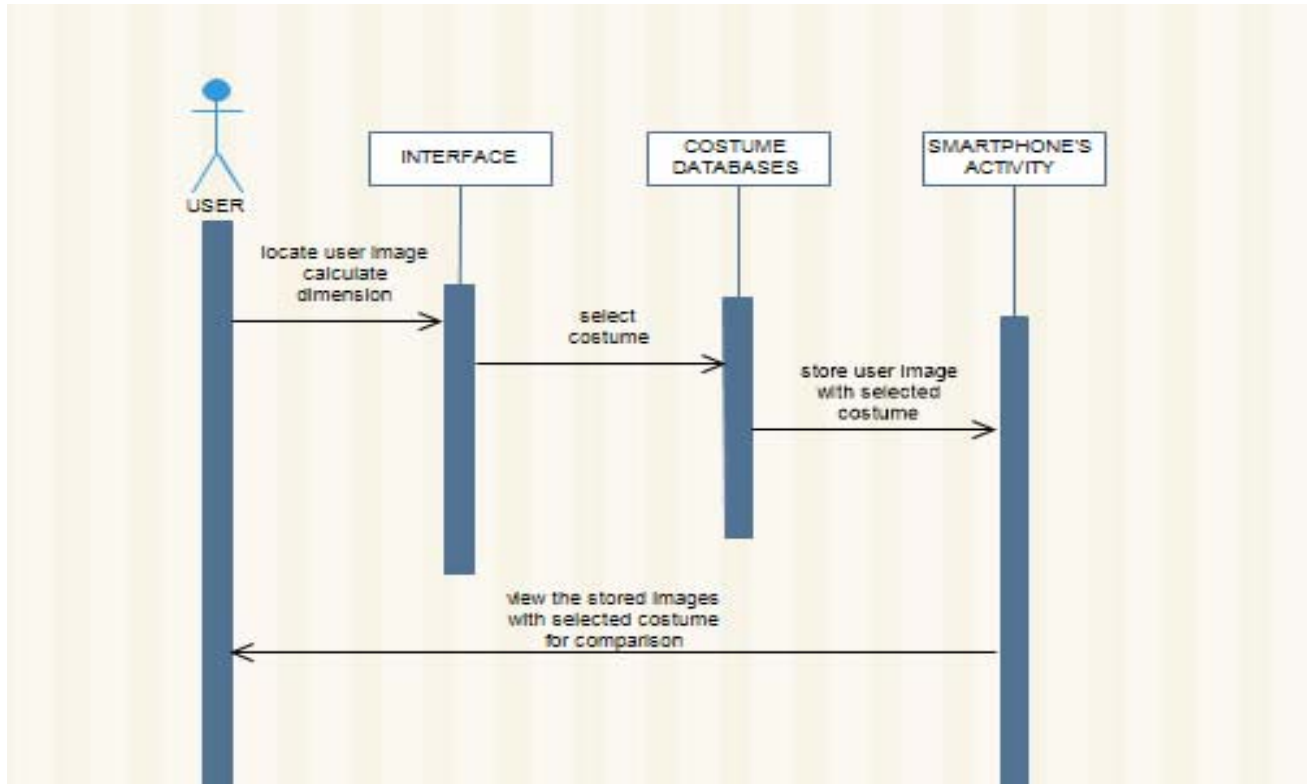 USER
INTERFACE
COSTUME
DATABASES
SMARTPHONE'S
ACTIVITY
locate user image
calculate
dimension
select
costume
store user image
with selected
costume
view the stored images
with selected costume
for comparison